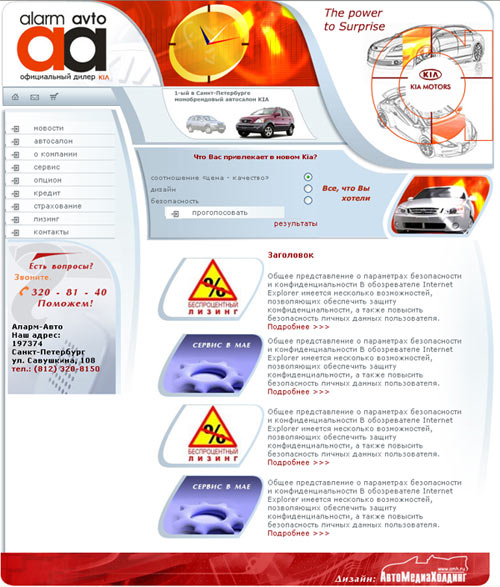 alarm avto
аа
официальный дилер KIA
The power
to Surprise
KIA
KIA MOTORS
1-ый в Санкт-Петербурге
монобрендовый автосалон KIA
новости
автосалон
о компании
сервис
опцион
кредит
страхование
лизинг
контакты
Что Вас привлекает в новом Kia?
соотношение «цена - качество»?
дизайн
безопасность
Все, что Вы
хотели
проголосовать
результаты
Есть вопросы?
Звоните.
320 - 81 - 40
Поможем!
Аларм-Авто
Наш адрес:
197374
Санкт-Петербург
ул. Савушкина, 108
тел.: (812) 320-8150
Заголовок
%
БЕСПРОЦЕНТНЫЙ
ЛИЗИНГ
Общее представление о параметрах безопасности
и конфиденциальности В обозревателе Internet
Explorer имеется несколько возможностей,
позволяющих обеспечить защиту
конфиденциальности, а также повысить
безопасность личных данных пользователя.
Подробнее >>>
СЕРВИС В МАЕ
Общее представление о параметрах безопасности
и конфиденциальности В обозревателе Internet
Explorer имеется несколько возможностей,
позволяющих обеспечить защиту
конфиденциальности, а также повысить
безопасность личных данных пользователя.
Подробнее >>>
%
БЕСПРОЦЕНТНЫЙ
ЛИЗИНГ
Общее представление о параметрах безопасности
и конфиденциальности В обозревателе Internet
Explorer имеется несколько возможностей,
позволяющих обеспечить защиту
конфиденциальности, а также повысить
безопасность личных данных пользователя.
Подробнее >>>
СЕРВИС В МАЕ
Общее представление о параметрах безопасности
и конфиденциальности В обозревателе Internet
Explorer имеется несколько возможностей,
позволяющих обеспечить защиту
конфиденциальности, а также повысить
безопасность личных данных пользователя.
Подробнее >>>
www.amh.ru
Дизайн: АвтоМедиаХолдинг